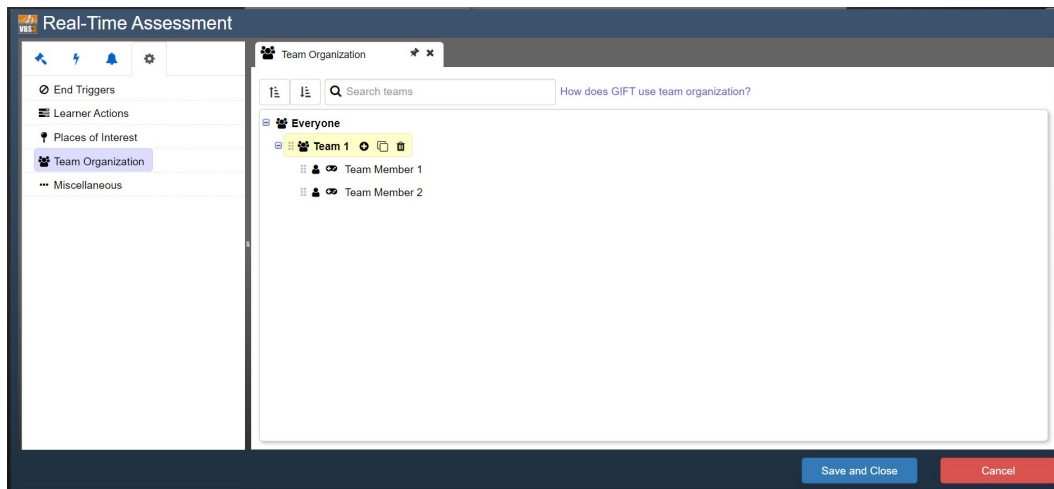 VBS3 Real-Time Assessment
End Triggers
Learner Actions
Places of Interest
Team Organization
Miscellaneous
Team Organization
Search teams
How does GIFT use team organization?
Everyone
Team 1
Team Member 1
Team Member 2
Save and Close
Cancel